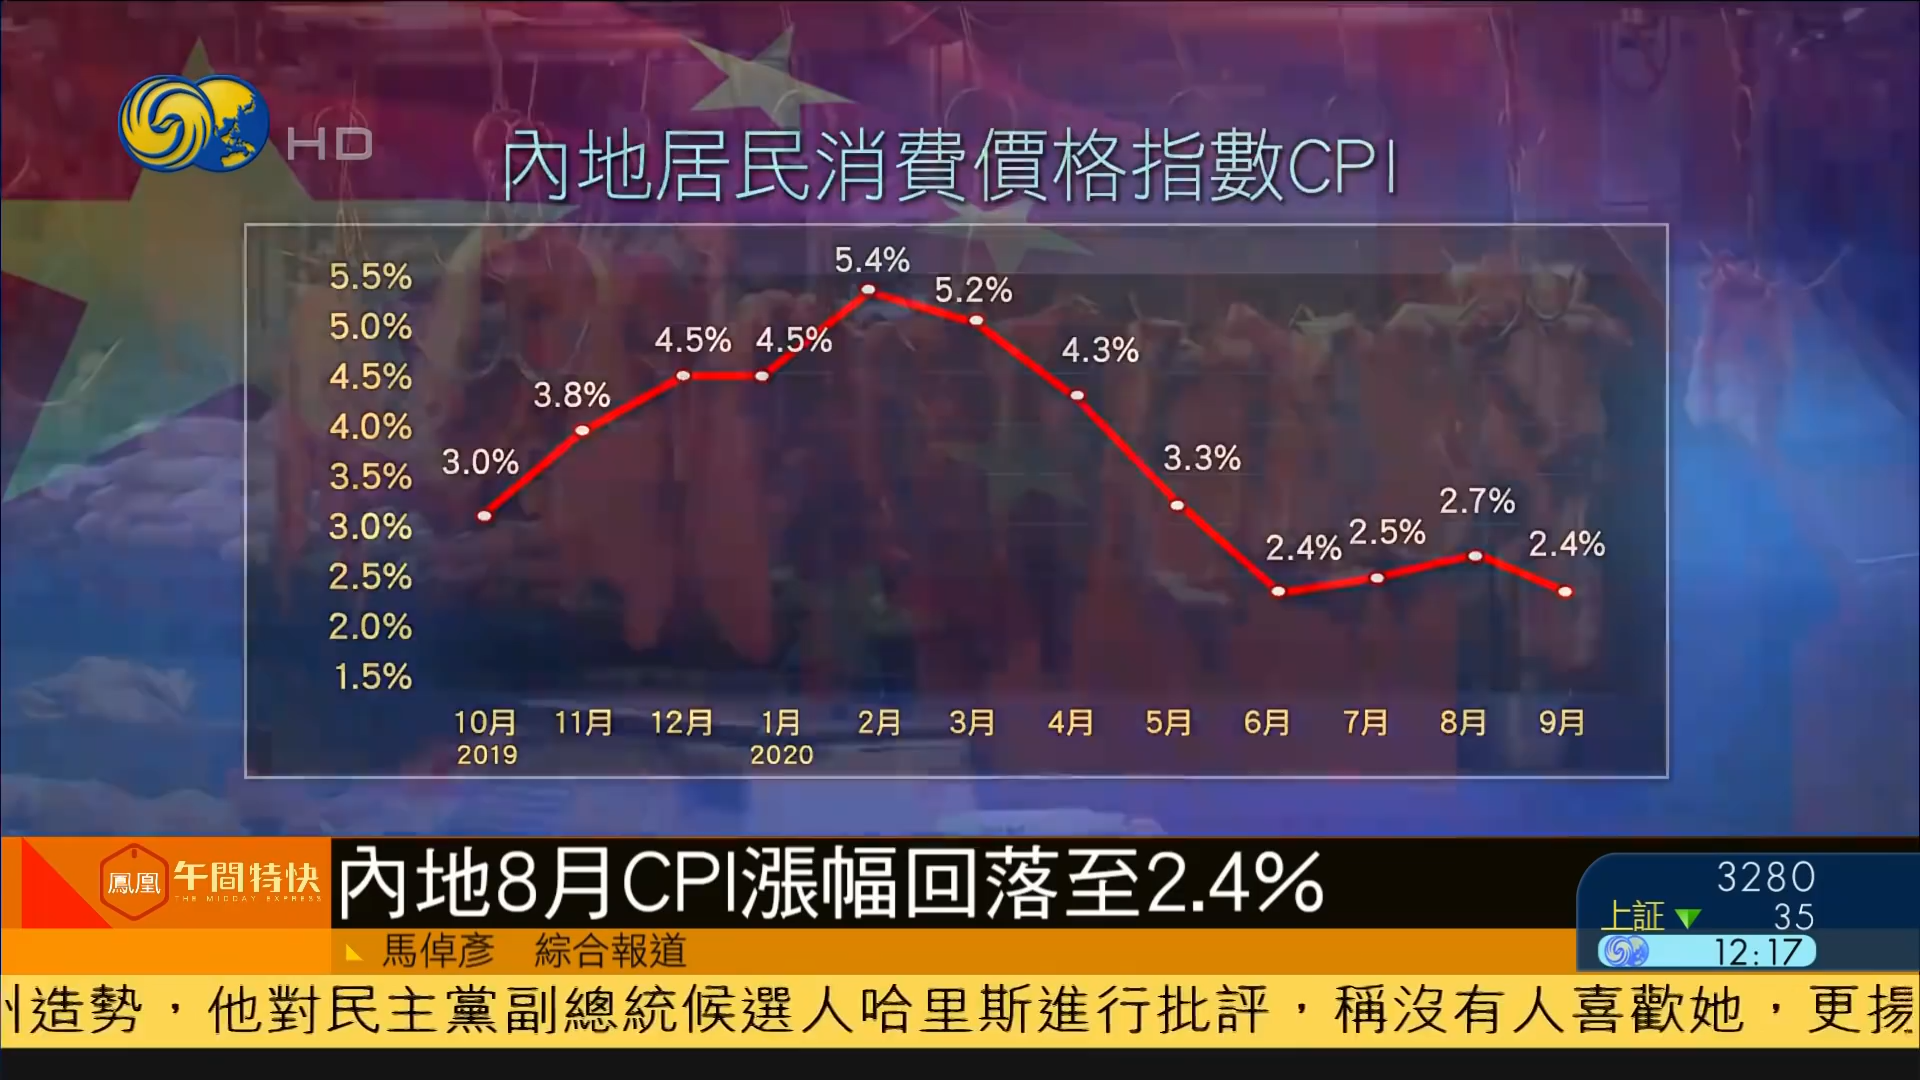 HD
內地居民消費價格指數CPI
5.5%
5.0%
4.5%
4.0%
3.5%
3.0%
2.5%
2.0%
1.5%
3.0%
3.8%
4.5%
4.5%
5.4%
5.2%
4.3%
3.3%
2.4%
2.5%
2.7%
2.4%
10月 11月 12月 1月 2月 3月 4月 5月 6月 7月 8月 9月
2019 2020
鳳凰 午間特快
THE MIDDAY EXPRESS
內地8月CPI漲幅回落至2.4%
馬倬彥 綜合報道
3280
上証 35
12:17
州造勢，他對民主黨副總統候選人哈里斯進行批評，稱沒有人喜歡她，更揚